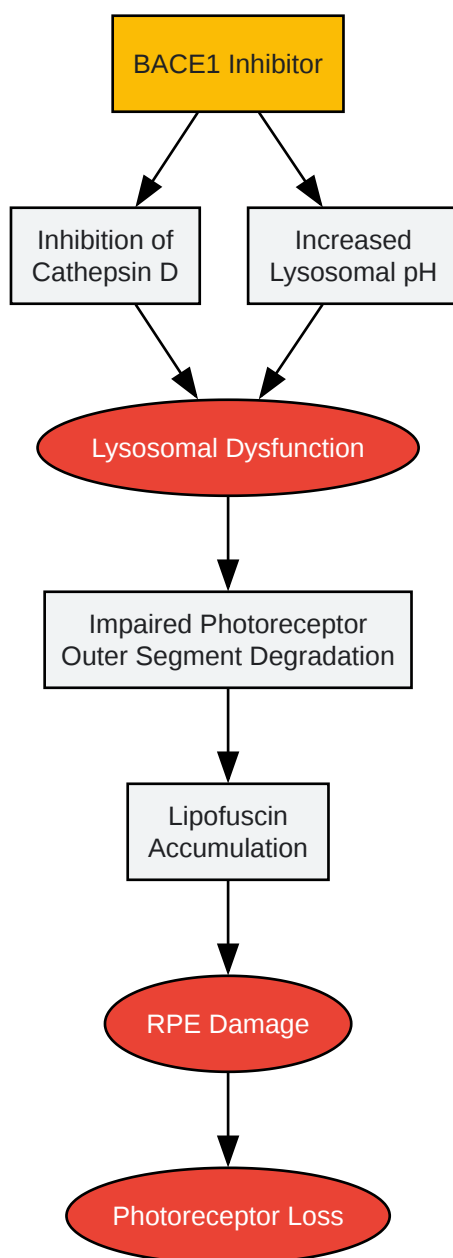 BACE1 Inhibitor
Inhibition of
Cathepsin D
Increased
Lysosomal pH
Lysosomal Dysfunction
Impaired Photoreceptor
Outer Segment Degradation
Lipofuscin
Accumulation
RPE Damage
Photoreceptor Loss